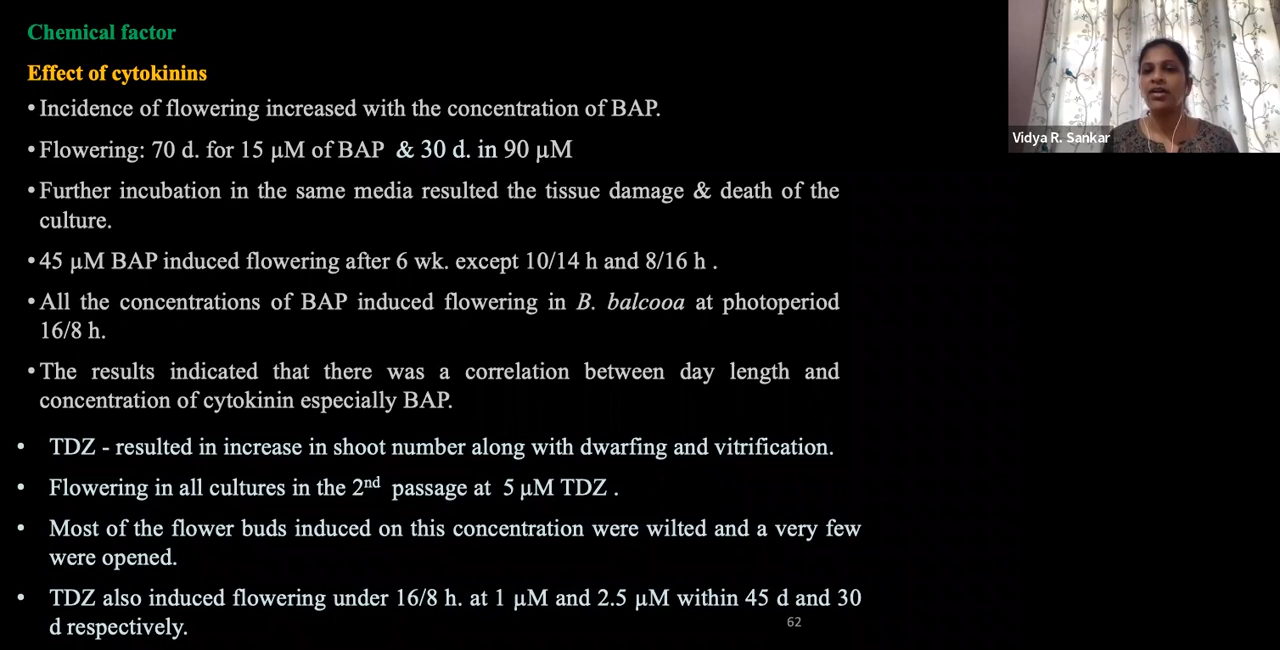 Chemical factor
Effect of cytokinins
•Incidence of flowering increased with the concentration of BAP.
•Flowering: 70 d. for 15 µM of BAP & 30 d. in 90 µM
•Further incubation in the same media resulted the tissue damage & death of the
culture.
•45 µM BAP induced flowering after 6 wk. except 10/14 h and 8/16 h .
•All the concentrations of BAP induced flowering in B. balcooa at photoperiod
16/8 h.
•The results indicated that there was a correlation between day length and
concentration of cytokinin especially BAP.
• TDZ - resulted in increase in shoot number along with dwarfing and vitrification.
• Flowering in all cultures in the 2nd passage at 5 µM TDZ .
• Most of the flower buds induced on this concentration were wilted and a very few
were opened.
• TDZ also induced flowering under 16/8 h. at 1 µM and 2.5 µM within 45 d and 30
d respectively.
62
Vidya R. Sankar